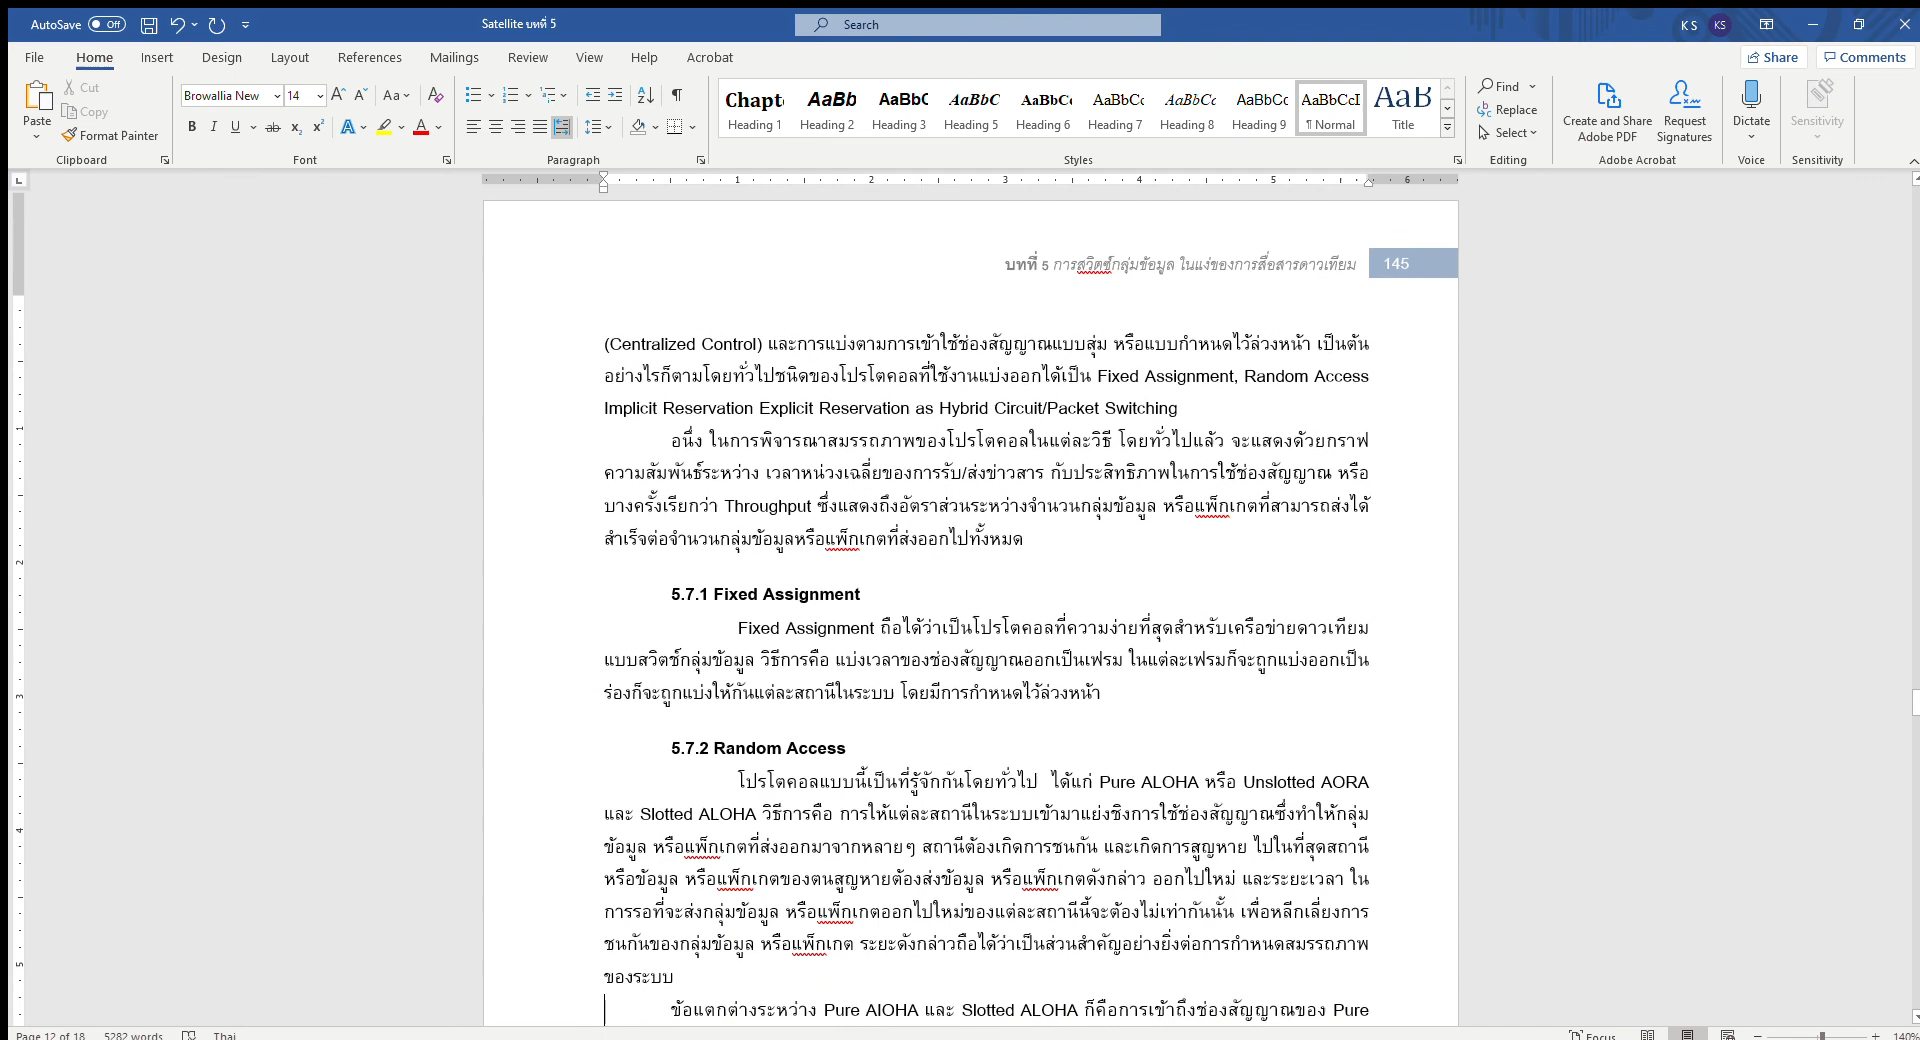 AutoSave Off
Satellite บทที่ 5
Search
K S KS
File Home Insert Design Layout References Mailings Review View Help Acrobat
Share Comments
Paste Cut
Copy
Format Painter
Clipboard
Browallia New 14
Font
Paragraph
Chapt AaBb AaBbC AaBbC AaBbC AaBbCc AaBbCc AaBbCc AaBbCcI AaB
Heading 1 Heading 2 Heading 3 Heading 5 Heading 6 Heading 7 Heading 8 Heading 9 ¶ Normal Title
Styles
Find
Replace
Select
Editing
Create and Share Adobe PDF
Request Signatures
Adobe Acrobat
Dictate
Voice
Sensitivity
Sensitivity
1 2 3 4 5 6
บทที่ 5 การสวิตซ์กลุ่มข้อมูล ในแง่ของการสื่อสารดาวเทียม 145
(Centralized Control) และการแบ่งตามการเข้าใช้ช่องสัญญาณแบบสุ่ม หรือแบบกำหนดไว้ล่วงหน้า เป็นต้น
อย่างไรก็ตามโดยทั่วไปชนิดของโปรโตคอลที่ใช้งานแบ่งออกได้เป็น Fixed Assignment, Random Access
Implicit Reservation Explicit Reservation as Hybrid Circuit/Packet Switching
อนึ่ง ในการพิจารณาสมรรถภาพของโปรโตคอลในแต่ละวิธี โดยทั่วไปแล้ว จะแสดงด้วยกราฟ
ความสัมพันธ์ระหว่าง เวลาหน่วงเฉลี่ยของการรับ/ส่งข่าวสาร กับประสิทธิภาพในการใช้ช่องสัญญาณ หรือ
บางครั้งเรียกว่า Throughput ซึ่งแสดงถึงอัตราส่วนระหว่างจำนวนกลุ่มข้อมูล หรือแพ็กเกตที่สามารถส่งได้
สำเร็จต่อจำนวนกลุ่มข้อมูลหรือแพ็กเกตที่ส่งออกไปทั้งหมด
5.7.1 Fixed Assignment
Fixed Assignment ถือได้ว่าเป็นโปรโตคอลที่ความง่ายที่สุดสำหรับเครือข่ายดาวเทียม
แบบสวิตช์กลุ่มข้อมูล วิธีการคือ แบ่งเวลาของช่องสัญญาณออกเป็นเฟรม ในแต่ละเฟรมก็จะถูกแบ่งออกเป็น
ร่องก็จะถูกแบ่งให้กันแต่ละสถานีในระบบ โดยมีการกำหนดไว้ล่วงหน้า
5.7.2 Random Access
โปรโตคอลแบบนี้เป็นที่รู้จักกันโดยทั่วไป ได้แก่ Pure ALOHA หรือ Unslotted AORA
และ Slotted ALOHA วิธีการคือ การให้แต่ละสถานีในระบบเข้ามาแย่งชิงการใช้ช่องสัญญาณซึ่งทำให้กลุ่ม
ข้อมูล หรือแพ็กเกตที่ส่งออกมาจากหลายๆ สถานีต้องเกิดการชนกัน และเกิดการสูญหาย ไปในที่สุดสถานี
หรือข้อมูล หรือแพ็กเกตของตนสูญหายต้องส่งข้อมูล หรือแพ็กเกตดังกล่าว ออกไปใหม่ และระยะเวลา ใน
การรอที่จะส่งกลุ่มข้อมูล หรือแพ็กเกตออกไปใหม่ของแต่ละสถานีนี้จะต้องไม่เท่ากันนั้น เพื่อหลีกเลี่ยงการ
ชนกันของกลุ่มข้อมูล หรือแพ็กเกต ระยะดังกล่าวถือได้ว่าเป็นส่วนสำคัญอย่างยิ่งต่อการกำหนดสมรรถภาพ
ของระบบ
ข้อแตกต่างระหว่าง Pure AlOHA และ Slotted ALOHA ก็คือการเข้าถึงช่องสัญญาณของ Pure
Page 12 of 18 5282 words Thai Focus 140%